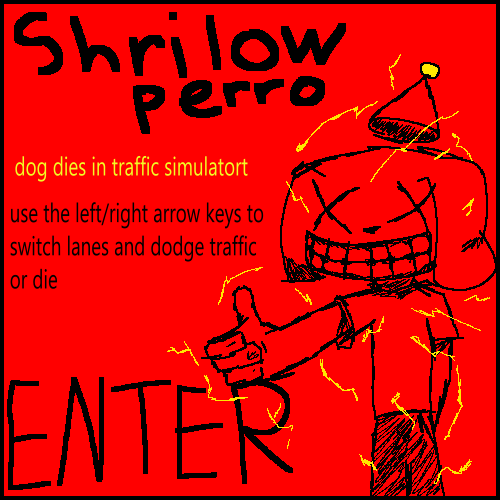 Shrilow
perro
dog dies in traffic simulatort
use the left/right arrow keys to
switch lanes and dodge traffic
or die
ENTER